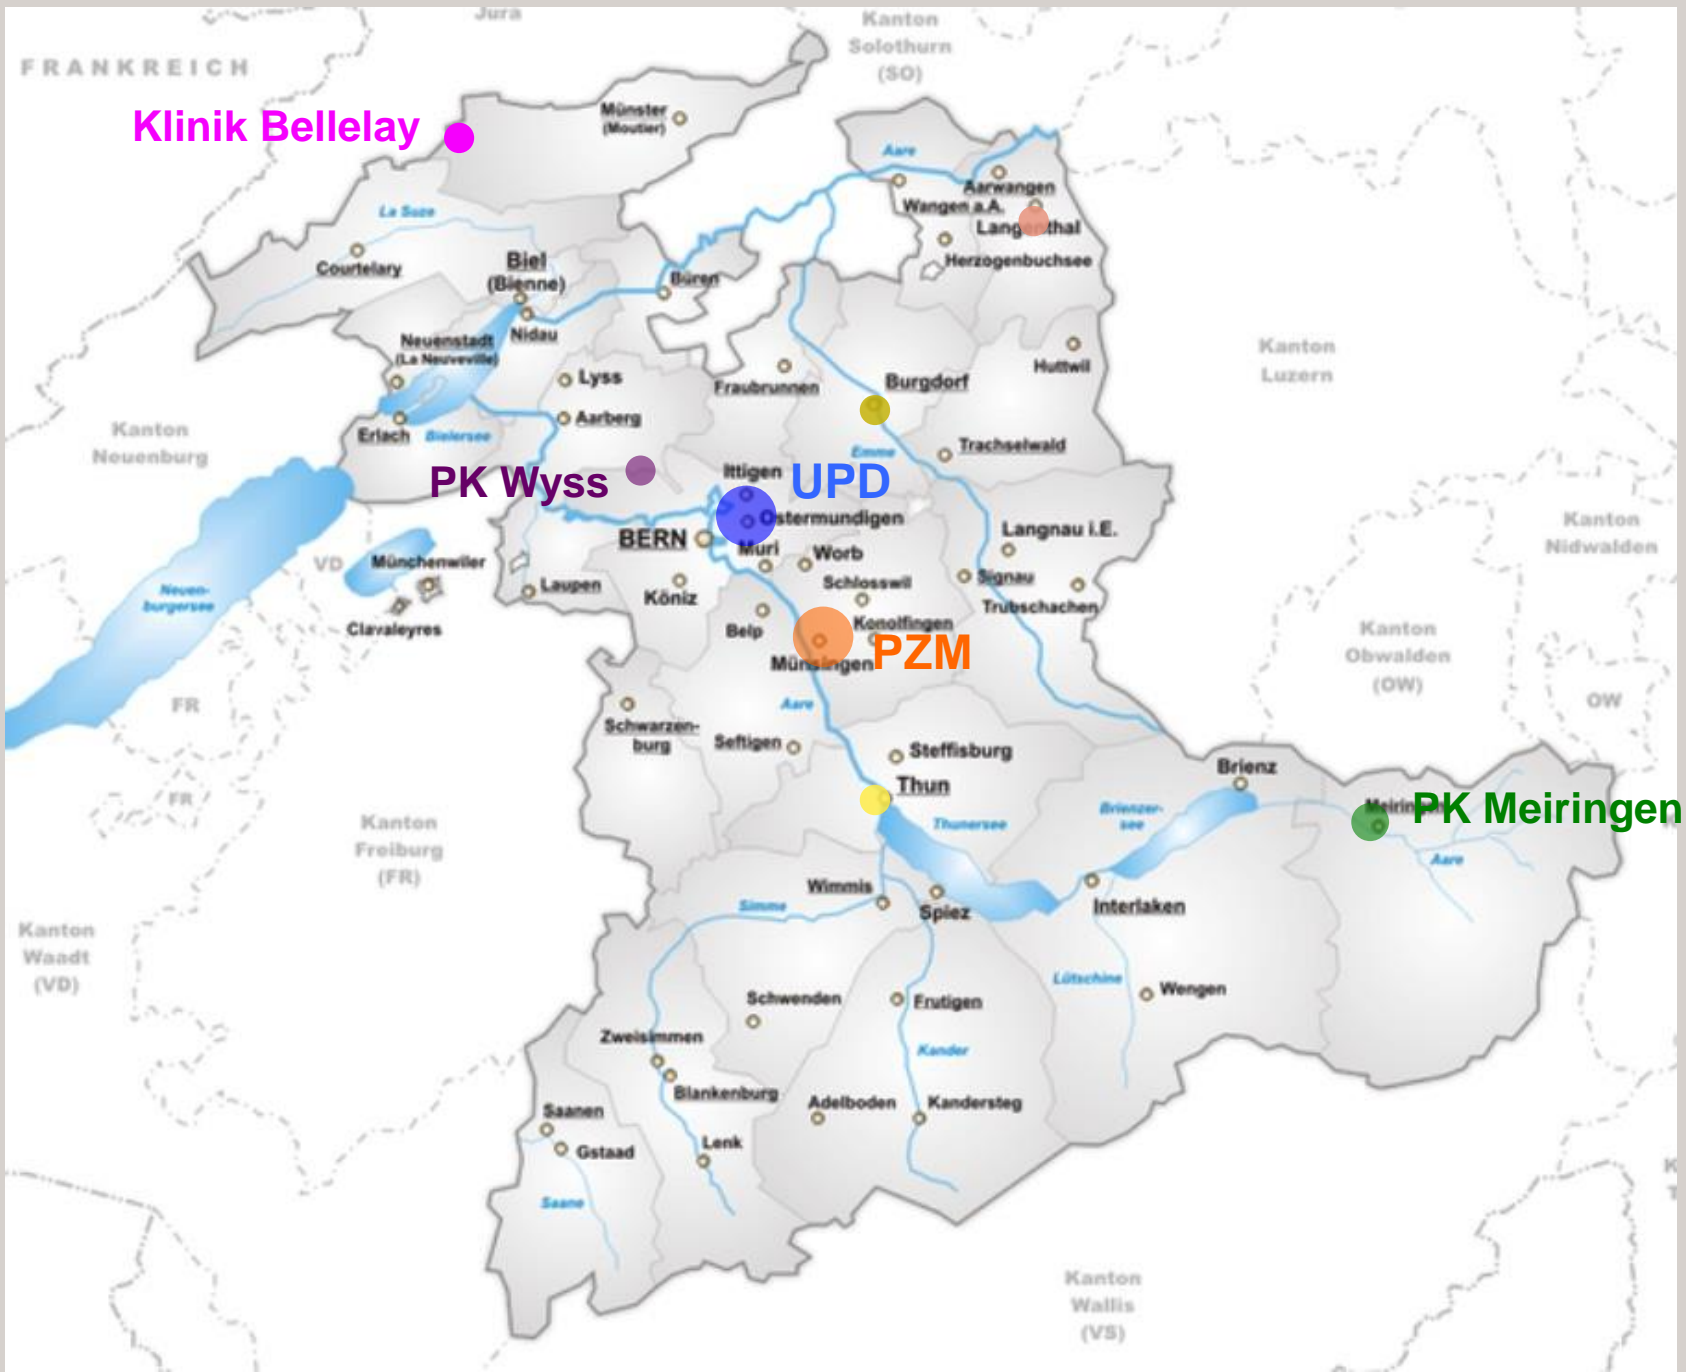 Jura
Kanton
Solothurn
(SO)
FRANKREICH
Klinik Bellelay
Münster
(Moutier)
Aare
Aarwangen
Wangen a.A.
Langenthal
La Suze
Courtelary
Biel
(Bienne)
Herzogenbuchsee
Büren
Nidau
Neuenstadt
(La Neuveville)
Huttwil
Kanton
Luzern
Lyss
Fraubrunnen
Burgdorf
Aarberg
Kanton
Neuenburg
Erlach
Bielersee
Emme
Trachselwald
PK Wyss
Ittigen
UPD
Ostermundigen
BERN
Muri
Worb
Langnau i.E.
Kanton
Nidwalden
VD
Münchenwiler
Laupen
Köniz
Schlosswil
Signau
Trubschachen
Neuen-
burgersee
Clavaleyres
Belp
Konolfingen
Münsingen
PZM
Kanton
Obwalden
(OW)
OW
FR
Aare
Schwarzen-
burg
Seftigen
Steffisburg
Thun
Brienz
FR
Kanton
Freiburg
(FR)
Thunersee
Brienzer-
see
Meiringen
PK Meiringen
Aare
Wimmis
Simme
Spiez
Interlaken
Kanton
Waadt
(VD)
Lütschine
Wengen
Schwenden
Frutigen
Zweisimmen
Kander
Blankenburg
Adelboden
Kandersteg
Saanen
Gstaad
Lenk
Saane
Kanton
Wallis
(VS)